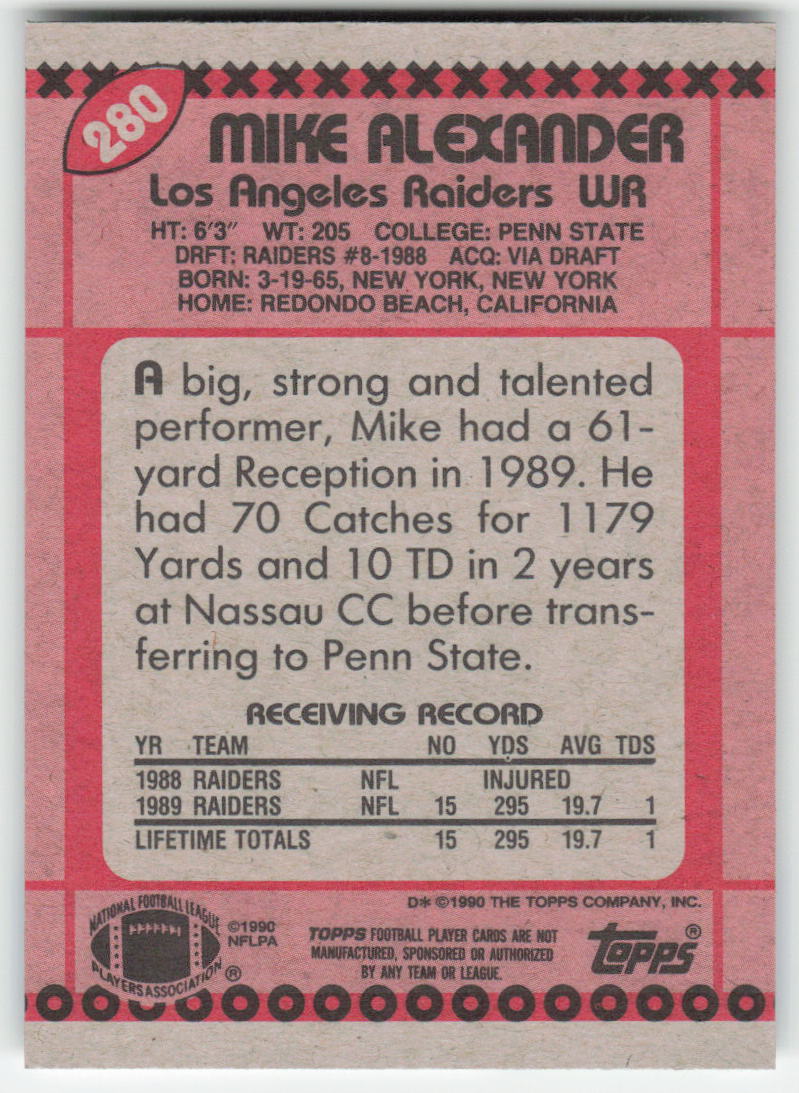 280
MIKE ALEXANDER
Los Angeles Raiders WR
HT: 6'3" WT: 205 COLLEGE: PENN STATE
DRFT: RAIDERS #8-1988 ACQ: VIA DRAFT
BORN: 3-19-65, NEW YORK, NEW YORK
HOME: REDONDO BEACH, CALIFORNIA
A big, strong and talented
performer, Mike had a 61-
yard Reception in 1989. He
had 70 Catches for 1179
Yards and 10 TD in 2 years
at Nassau CC before trans-
ferring to Penn State.
RECEIVING RECORD
YR TEAM NO YDS AVG TDS
1988 RAIDERS NFL INJURED
1989 RAIDERS NFL 15 295 19.7 1
LIFETIME TOTALS 15 295 19.7 1
D* ©1990 THE TOPPS COMPANY, INC.
NATIONAL FOOTBALL LEAGUE
PLAYERS ASSOCIATION ®
©1990
NFLPA
TOPPS FOOTBALL PLAYER CARDS ARE NOT
MANUFACTURED, SPONSORED OR AUTHORIZED
BY ANY TEAM OR LEAGUE.
topps®